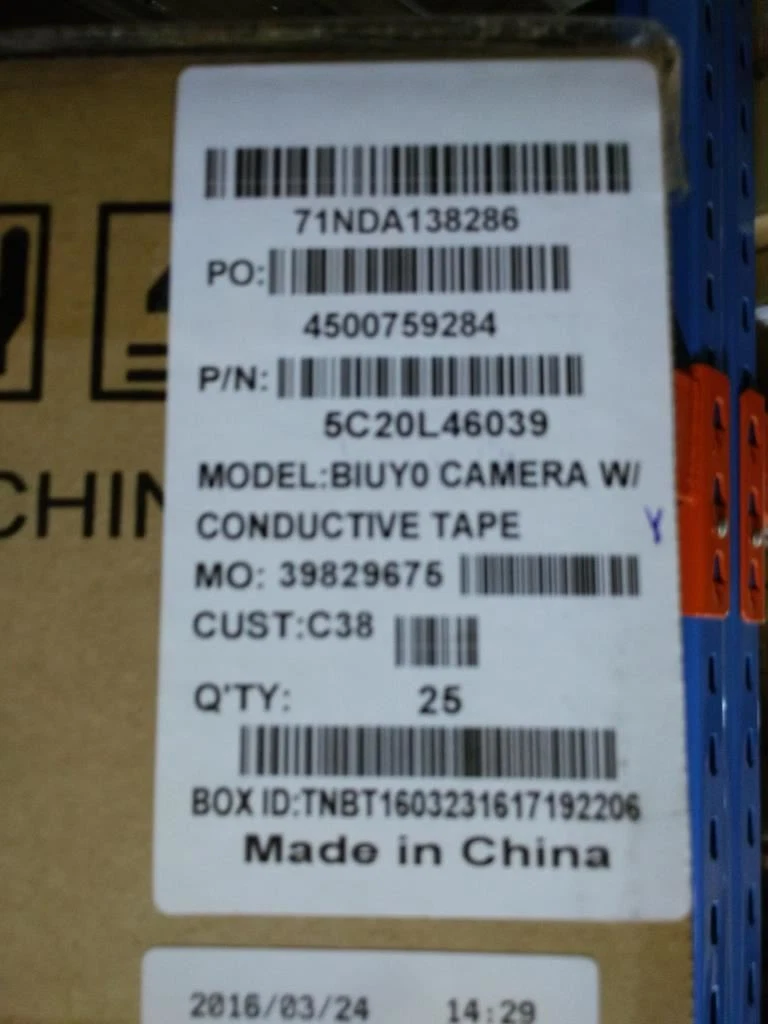 71NDA138286
PO:
4500759284
P/N:
5C20L46039
MODEL:BIUY0 CAMERA W/
CONDUCTIVE TAPE
Y
MO: 39829675
CUST:C38
Q'TY: 25
BOX ID:TNBT1603231617192206
Made in China
CHIN
2016/03/24 14:29